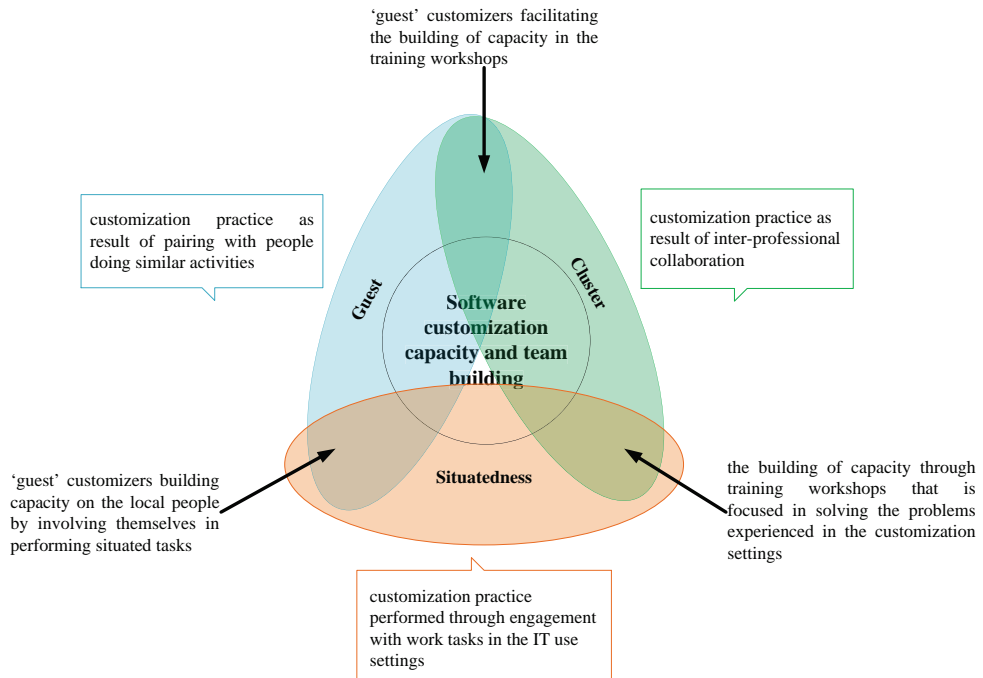 ‘guest’ customizers facilitating
the building of capacity in the
training workshops
customization practice as
result of pairing with people
doing similar activities
customization practice as
result of inter-professional
collaboration
Guest
Cluster
Software
customization
capacity and team
building
Situatedness
‘guest’ customizers building
capacity on the local people
by involving themselves in
performing situated tasks
the building of capacity through
training workshops that is
focused in solving the problems
experienced in the customization
settings
customization practice
performed through engagement
with work tasks in the IT use
settings